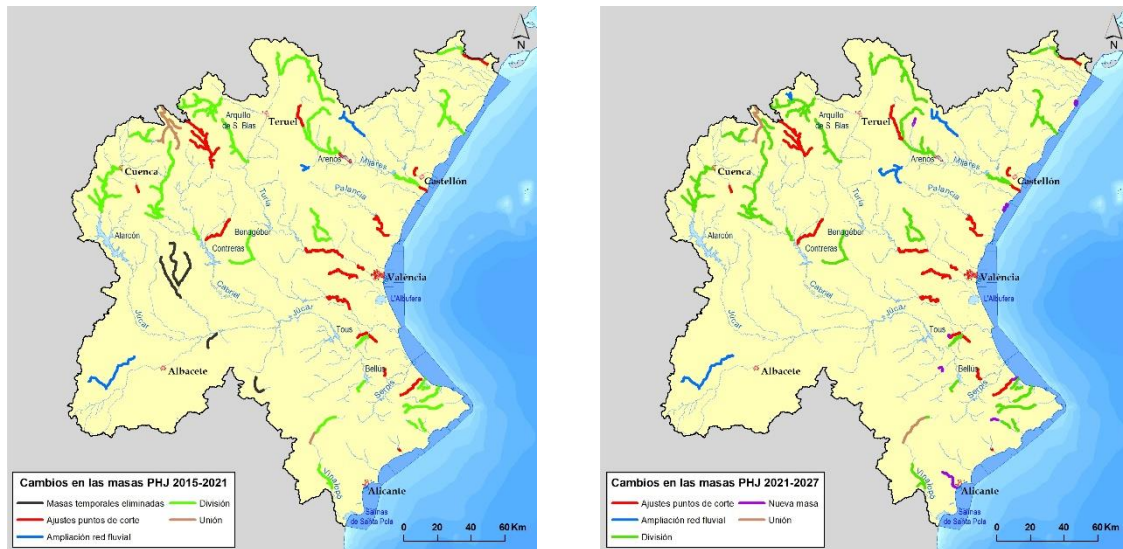 N
Teruel
Arquillo
de S. Blas
Arenós
Mijares
Castellón
Cuenca
Palancia
Turia
Alarcón
Benagéber
Contreras
València
L'Albufera
Cabriel
Júcar
Júcar
Tous
Albacete
Bellús
Serpis
Vinalopó
Alicante
Salinas
de Santa Pola
Cambios en las masas PHJ 2015-2021
Masas temporales eliminadas
División
Ajustes puntos de corte
Unión
Ampliación red fluvial
0 20 40 60 Km
N
Teruel
Arquillo
de S. Blas
Arenós
Mijares
Castellón
Cuenca
Palancia
Turia
Alarcón
Benagéber
Contreras
València
L'Albufera
Cabriel
Júcar
Júcar
Tous
Albacete
Bellús
Serpis
Vinalopó
Alicante
Salinas
de Santa Pola
Cambios en las masas PHJ 2021-2027
Ajustes puntos de corte
Nueva masa
Ampliación red fluvial
Unión
División
0 20 40 60 Km